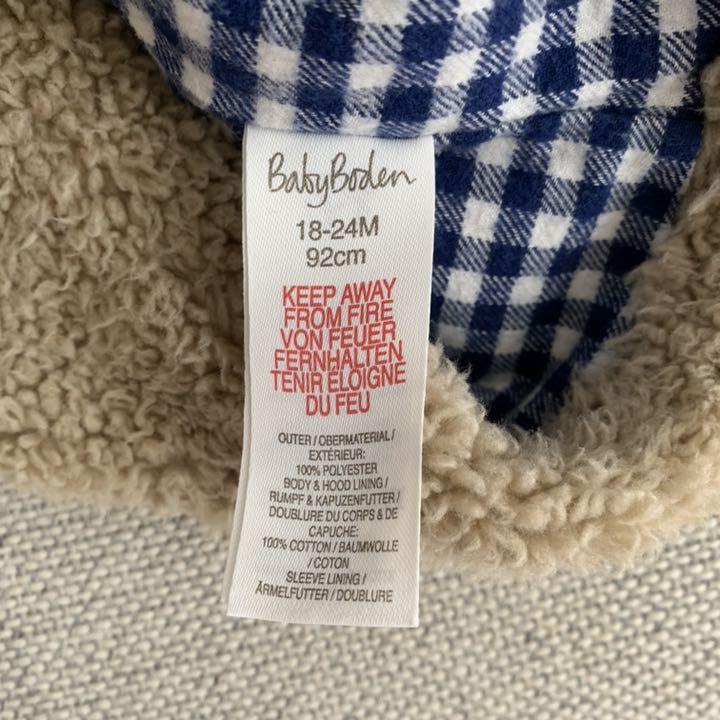 BabyBoden
18-24M
92cm
KEEP AWAY
FROM FIRE
VON FEUER
FERNHALTEN
TENIR ÉLOIGNE
DU FEU
OUTER / OBERMATERIAL /
EXTÉRIEUR:
100% POLYESTER
BODY & HOOD LINING /
RUMPF & KAPUZENFUTTER /
DOUBLURE DU CORPS & DE
CAPUCHE:
100% COTTON / BAUMWOLLE
/ COTON
SLEEVE LINING /
ÄRMELFUTTER / DOUBLURE